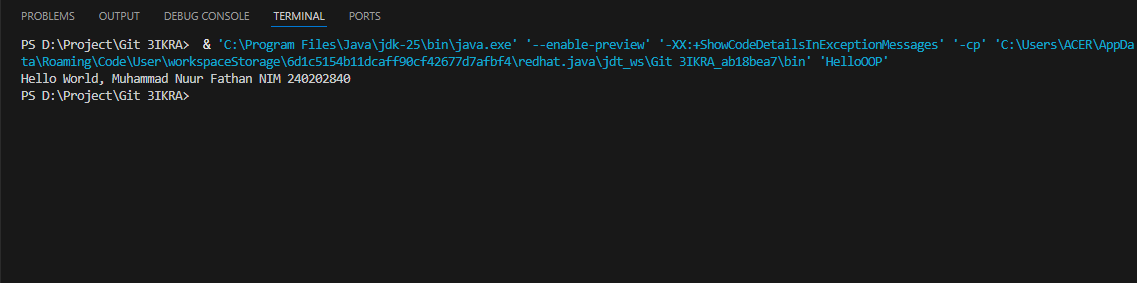 PROBLEMS OUTPUT DEBUG CONSOLE TERMINAL PORTS
PS D:\Project\Git 3IKRA>  & 'C:\Program Files\Java\jdk-25\bin\java.exe' '--enable-preview' '-XX:+ShowCodeDetailsInExceptionMessages' '-cp' 'C:\Users\ACER\AppDa
ta\Roaming\Code\User\workspaceStorage\6d1c5154b11dcaff90cf42677d7afbf4\redhat.java\jdt_ws\Git 3IKRA_ab18bea7\bin' 'HelloOOP'
Hello World, Muhammad Nuur Fathan NIM 240202840
PS D:\Project\Git 3IKRA>